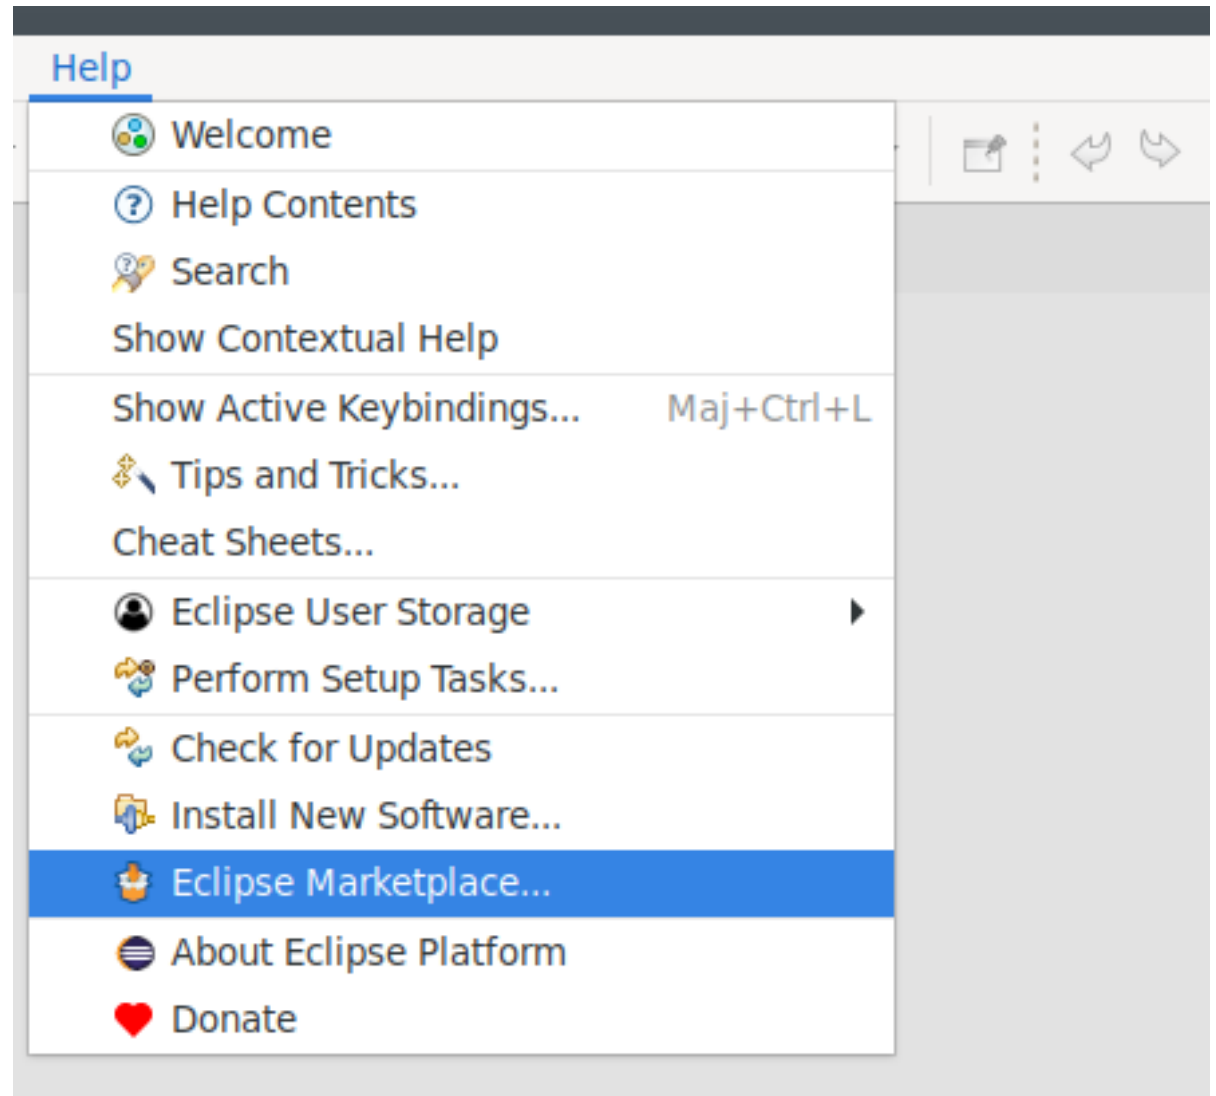 Help
Welcome
Help Contents
Search
Show Contextual Help
Show Active Keybindings... Maj+Ctrl+L
Tips and Tricks...
Cheat Sheets...
Eclipse User Storage
Perform Setup Tasks...
Check for Updates
Install New Software...
Eclipse Marketplace...
About Eclipse Platform
Donate